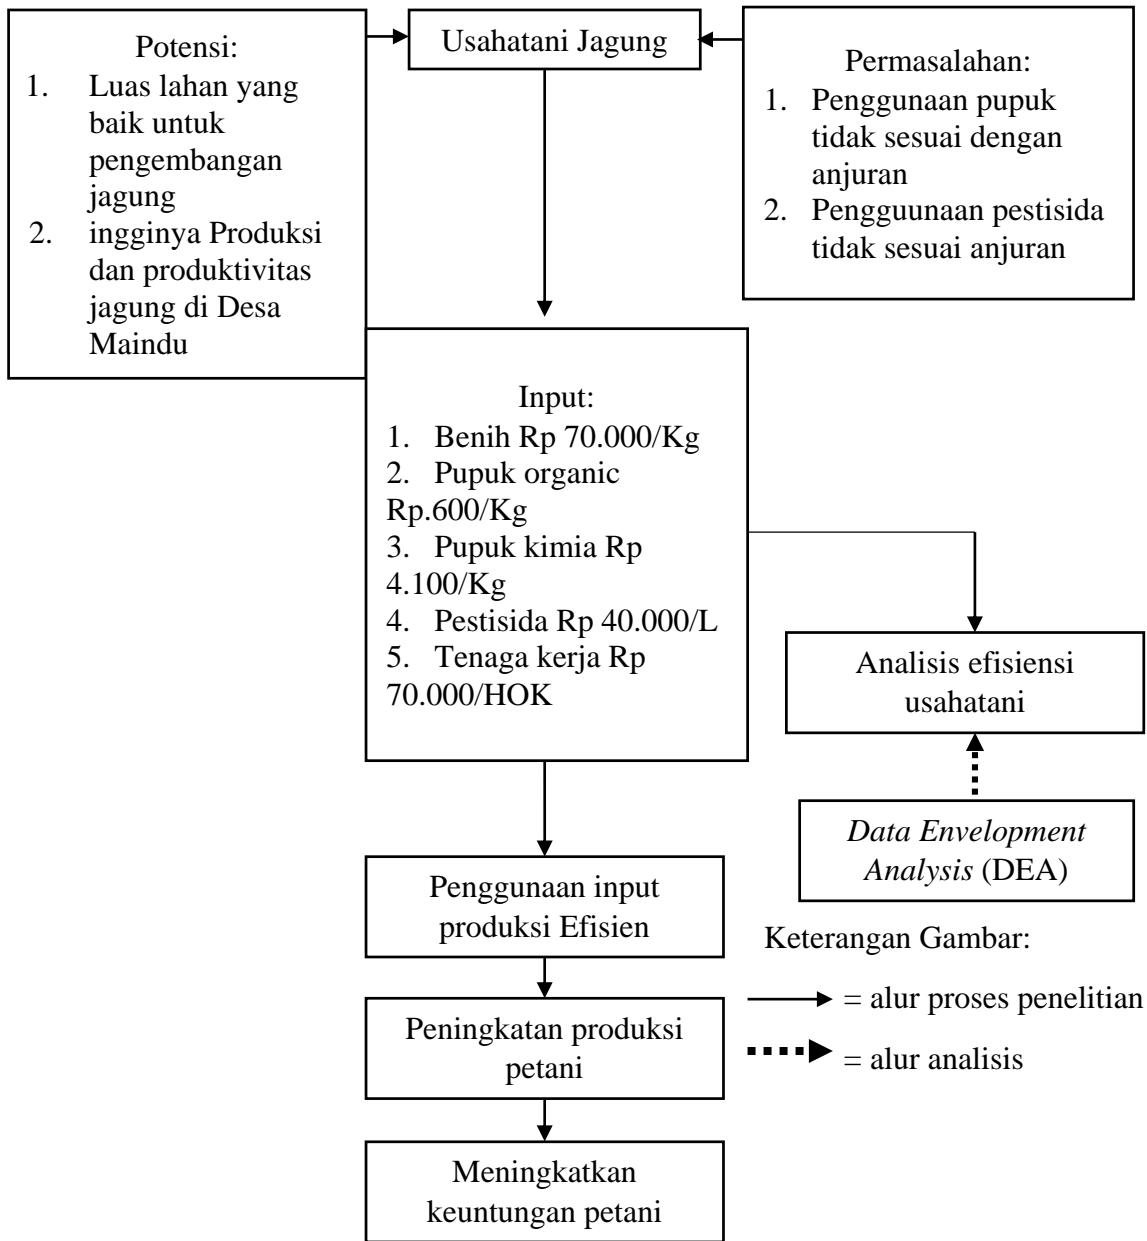 Potensi:
1. Luas lahan yang
baik untuk
pengembangan
jagung
2. ingginya Produksi
dan produktivitas
jagung di Desa
Maindu
Usahatani Jagung
Permasalahan:
1. Penggunaan pupuk
tidak sesuai dengan
anjuran
2. Pengguunaan pestisida
tidak sesuai anjuran
Input:
1. Benih Rp 70.000/Kg
2. Pupuk organic
Rp.600/Kg
3. Pupuk kimia Rp
4.100/Kg
4. Pestisida Rp 40.000/L
5. Tenaga kerja Rp
70.000/HOK
Analisis efisiensi
usahatani
Data Envelopment
Analysis (DEA)
Penggunaan input
produksi Efisien
Peningkatan produksi
petani
Meningkatkan
keuntungan petani
Keterangan Gambar:
= alur proses penelitian
= alur analisis